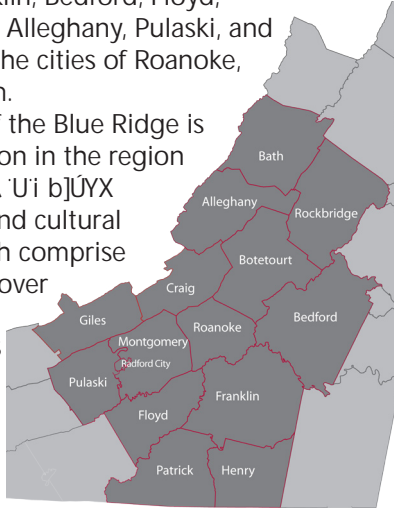 klin, Bedford, Floyd,
Alleghany, Pulaski, and
he cities of Roanoke,
n.
f the Blue Ridge is
on in the region
nd cultural
h comprise
over
Bath
Alleghany
Rockbridge
Botetourt
Craig
Bedford
Giles
Roanoke
Montgomery
Radford City
Pulaski
Franklin
Floyd
Patrick
Henry